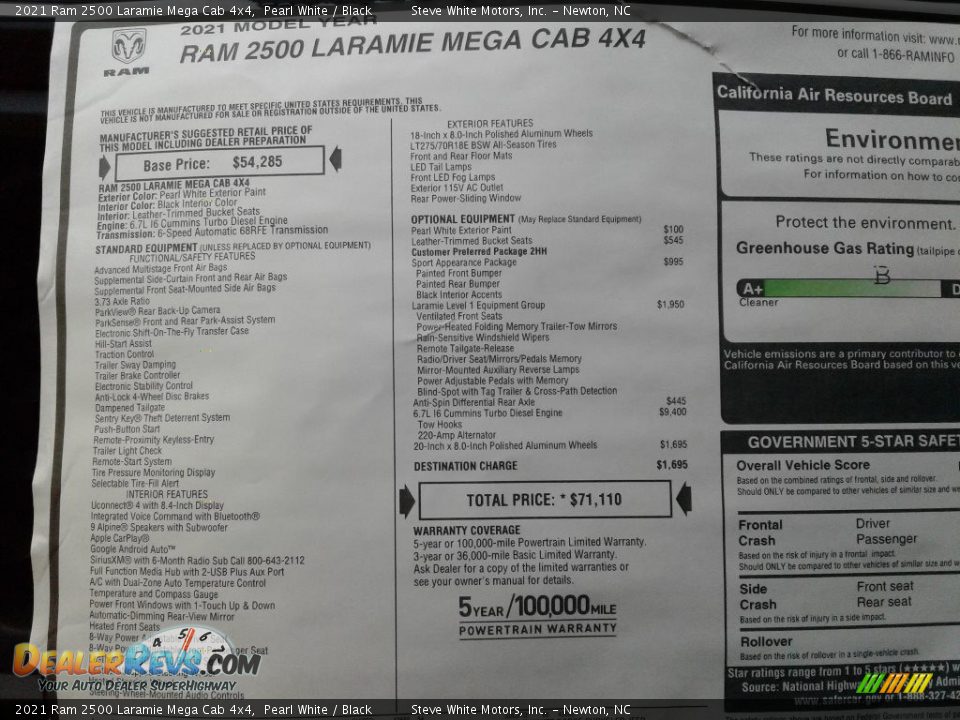 2021 Ram 2500 Laramie Mega Cab 4x4, Pearl White / Black Steve White Motors, Inc. – Newton, NC
RAM
2021 MODEL YEAR
RAM 2500 LARAMIE MEGA CAB 4X4
THIS VEHICLE IS MANUFACTURED TO MEET SPECIFIC UNITED STATES REQUIREMENTS. THIS
VEHICLE IS NOT MANUFACTURED FOR SALE OR REGISTRATION OUTSIDE OF THE UNITED STATES.
MANUFACTURER'S SUGGESTED RETAIL PRICE OF
THIS MODEL INCLUDING DEALER PREPARATION
Base Price: $54,285
RAM 2500 LARAMIE MEGA CAB 4X4
Exterior Color: Pearl White Exterior Paint
Interior Color: Black Interior Color
Interior: Leather-Trimmed Bucket Seats
Engine: 6.7L I6 Cummins Turbo Diesel Engine
Transmission: 6-Speed Automatic 68RFE Transmission
STANDARD EQUIPMENT (UNLESS REPLACED BY OPTIONAL EQUIPMENT)
FUNCTIONAL/SAFETY FEATURES
Advanced Multistage Front Air Bags
Supplemental Side-Curtain Front and Rear Air Bags
Supplemental Front Seat-Mounted Side Air Bags
3.73 Axle Ratio
ParkView® Rear Back-Up Camera
ParkSense® Front and Rear Park-Assist System
Electronic Shift-On-The-Fly Transfer Case
Hill-Start Assist
Traction Control
Trailer Sway Damping
Trailer Brake Controller
Electronic Stability Control
Anti-Lock 4-Wheel Disc Brakes
Dampened Tailgate
Sentry Key® Theft Deterrent System
Push-Button Start
Remote-Proximity Keyless-Entry
Trailer Light Check
Remote-Start System
Tire Pressure Monitoring Display
Selectable Tire-Fill Alert
INTERIOR FEATURES
Uconnect® 4 with 8.4-Inch Display
Integrated Voice Command with Bluetooth®
9 Alpine® Speakers with Subwoofer
Apple CarPlay®
Google Android Auto™
SiriusXM® with 6-Month Radio Sub Call 800-643-2112
Full Function Media Hub with 2-USB Plus Aux Port
A/C with Dual-Zone Auto Temperature Control
Temperature and Compass Gauge
Power Front Windows with 1-Touch Up & Down
Automatic-Dimming Rear-View Mirror
Heated Front Seats
8-Way Power
8-Way
Steering-Wheel-Mounted Audio Controls
EXTERIOR FEATURES
18-Inch x 8.0-Inch Polished Aluminum Wheels
LT275/70R18E BSW All-Season Tires
Front and Rear Floor Mats
LED Tail Lamps
Front LED Fog Lamps
Exterior 115V AC Outlet
Rear Power-Sliding Window
OPTIONAL EQUIPMENT (May Replace Standard Equipment)
Pearl White Exterior Paint $100
Leather-Trimmed Bucket Seats $545
Customer Preferred Package 2HH
Sport Appearance Package $995
Painted Front Bumper
Painted Rear Bumper
Black Interior Accents
Laramie Level 1 Equipment Group $1,950
Ventilated Front Seats
Power-Heated Folding Memory Trailer-Tow Mirrors
Rain-Sensitive Windshield Wipers
Remote Tailgate-Release
Radio/Driver Seat/Mirrors/Pedals Memory
Mirror-Mounted Auxiliary Reverse Lamps
Power Adjustable Pedals with Memory
Blind-Spot with Tag Trailer & Cross-Path Detection
Anti-Spin Differential Rear Axle $445
6.7L I6 Cummins Turbo Diesel Engine $9,400
Tow Hooks
220-Amp Alternator
20-Inch x 8.0-Inch Polished Aluminum Wheels $1,695
DESTINATION CHARGE $1,695
TOTAL PRICE: * $71,110
WARRANTY COVERAGE
5-year or 100,000-mile Powertrain Limited Warranty.
3-year or 36,000-mile Basic Limited Warranty.
Ask Dealer for a copy of the limited warranties or
see your owner's manual for details.
5 YEAR/100,000 MILE
POWERTRAIN WARRANTY
For more information visit: www.
or call 1-866-RAMINFO
California Air Resources Board
Environmen
These ratings are not directly comparab
For information on how to co
Protect the environment.
Greenhouse Gas Rating (tailpipe
B
A+ D
Cleaner
Vehicle emissions are a primary contributor to
California Air Resources Board based on this ve
GOVERNMENT 5-STAR SAFET
Overall Vehicle Score
Based on the combined ratings of frontal, side and rollover.
Should ONLY be compared to other vehicles of similar size and we
Frontal Driver
Crash Passenger
Based on the risk of injury in a frontal impact.
Should ONLY be compared to other vehicles of similar size and w
Side Front seat
Crash Rear seat
Based on the risk of injury in a side impact.
Rollover
Based on the risk of rollover in a single-vehicle crash.
Star ratings range from 1 to 5 stars (★★★★★) w
Source: National Highw Admi
www.safercar.gov or 1-888-327-42
4 5 6 7
DealerRevs.com
Your Auto Dealer SuperHighway
2021 Ram 2500 Laramie Mega Cab 4x4, Pearl White / Black Steve White Motors, Inc. – Newton, NC